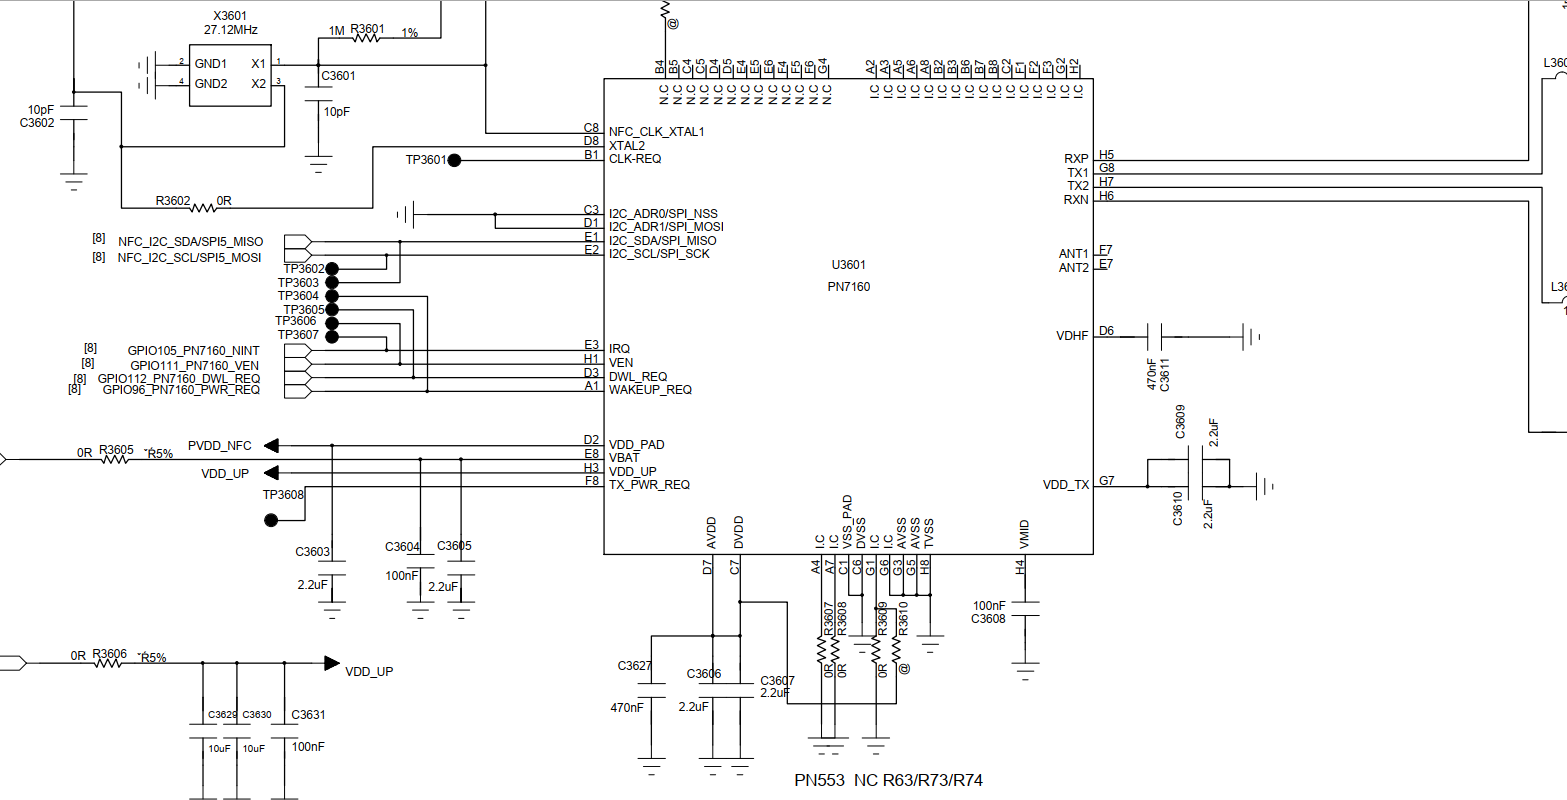 X3601
27.12MHz
1M R3601 1%
@
2 GND1 X1 1
4 GND2 X2 3
C3601
10pF
10pF
C3602
B4 B5 C4 C5 D4 D5 E4 E5 E6 F4 F5 F6 G4
N.C N.C N.C N.C N.C N.C N.C N.C N.C N.C N.C N.C N.C
A2 A3 A5 A6 A8 B2 B3 B6 B7 B8 C2 F1 F2 F3 G2 H2
I.C I.C I.C I.C I.C I.C I.C I.C I.C I.C I.C I.C I.C I.C I.C I.C
C8 NFC_CLK_XTAL1
D8 XTAL2
TP3601 B1 CLK-REQ
RXP H5
TX1 G8
TX2 H7
RXN H6
R3602 0R
C3 I2C_ADR0/SPI_NSS
D1 I2C_ADR1/SPI_MOSI
[8] NFC_I2C_SDA/SPI5_MISO E1 I2C_SDA/SPI_MISO
[8] NFC_I2C_SCL/SPI5_MOSI E2 I2C_SCL/SPI_SCK
ANT1 F7
ANT2 E7
U3601
PN7160
TP3602
TP3603
TP3604
TP3605
TP3606
TP3607
VDHF D6
470nF
C3611
[8] GPIO105_PN7160_NINT E3 IRQ
[8] GPIO111_PN7160_VEN H1 VEN
[8] GPIO112_PN7160_DWL_REQ D3 DWL_REQ
[8] GPIO96_PN7160_PWR_REQ A1 WAKEUP_REQ
C3609
2.2uF
PVDD_NFC D2 VDD_PAD
0R R3605 R5% E8 VBAT
VDD_UP H3 VDD_UP
TP3608 F8 TX_PWR_REQ
VDD_TX G7
C3610
2.2uF
AVDD DVDD
I.C I.C VSS_PAD DVSS I.C I.C AVSS AVSS TVSS
VMID
D7 C7
A4 A7 C1 C6 G1 G6 G3 G5 H8
H4
C3603
2.2uF
C3604
100nF
C3605
2.2uF
100nF
C3608
R3607 R3608 R3609 R3610
0R 0R 0R @
0R R3606 R5%
VDD_UP
C3627
470nF
C3606
2.2uF
C3607
2.2uF
C3629 C3630 C3631
10uF 10uF 100nF
PN553 NC R63/R73/R74